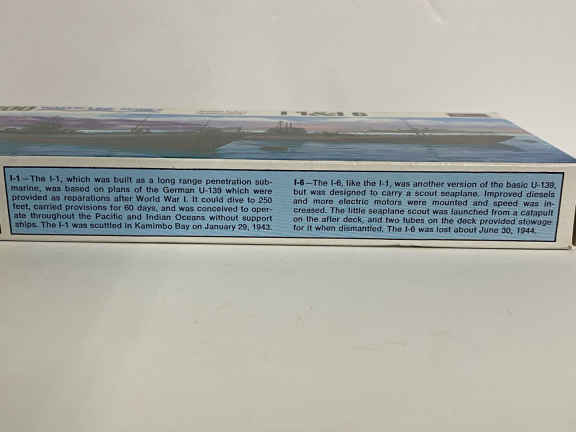 I-1—The I-1, which was built as a long range penetration sub-
marine, was based on plans of the German U-139 which were
provided as reparations after World War I. It could dive to 250
feet, carried provisions for 60 days, and was conceived to oper-
ate throughout the Pacific and Indian Oceans without support
ships. The I-1 was scuttled in Kamimbo Bay on January 29, 1943.
I-6—The I-6, like the I-1, was another version of the basic U-139,
but was designed to carry a scout seaplane. Improved diesels
and more electric motors were mounted and speed was in-
creased. The little seaplane scout was launched from a catapult
on the after deck, and two tubes on the deck provided stowage
for it when dismantled. The I-6 was lost about June 30, 1944.